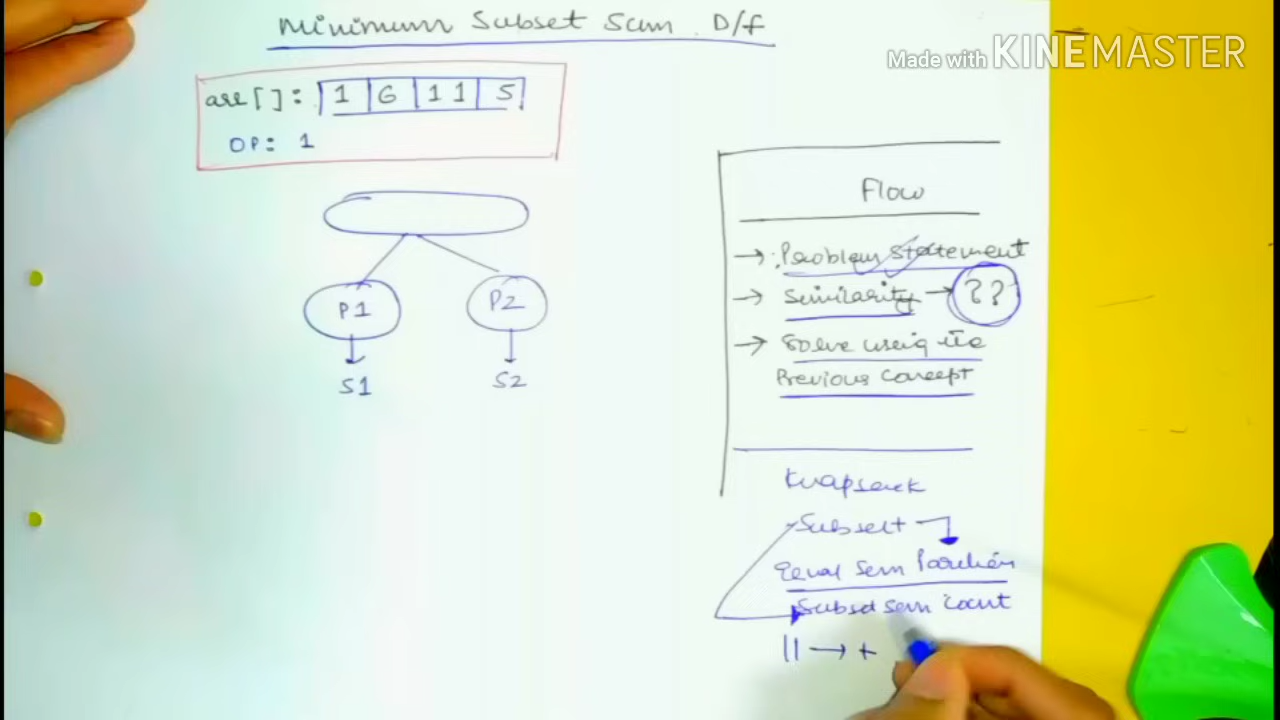 Minimum Subset Sum D/f
Made with KINEMASTER
arr[]: 1 6 11 5
OP: 1
Flow
→ Problem Statement
→ Similarity → ??
→ Solve using the
Previous Concept
P1 P2
S1 S2
Knapsack
Subset
Equal Sum Partition
Subset Sum Count
|| → +